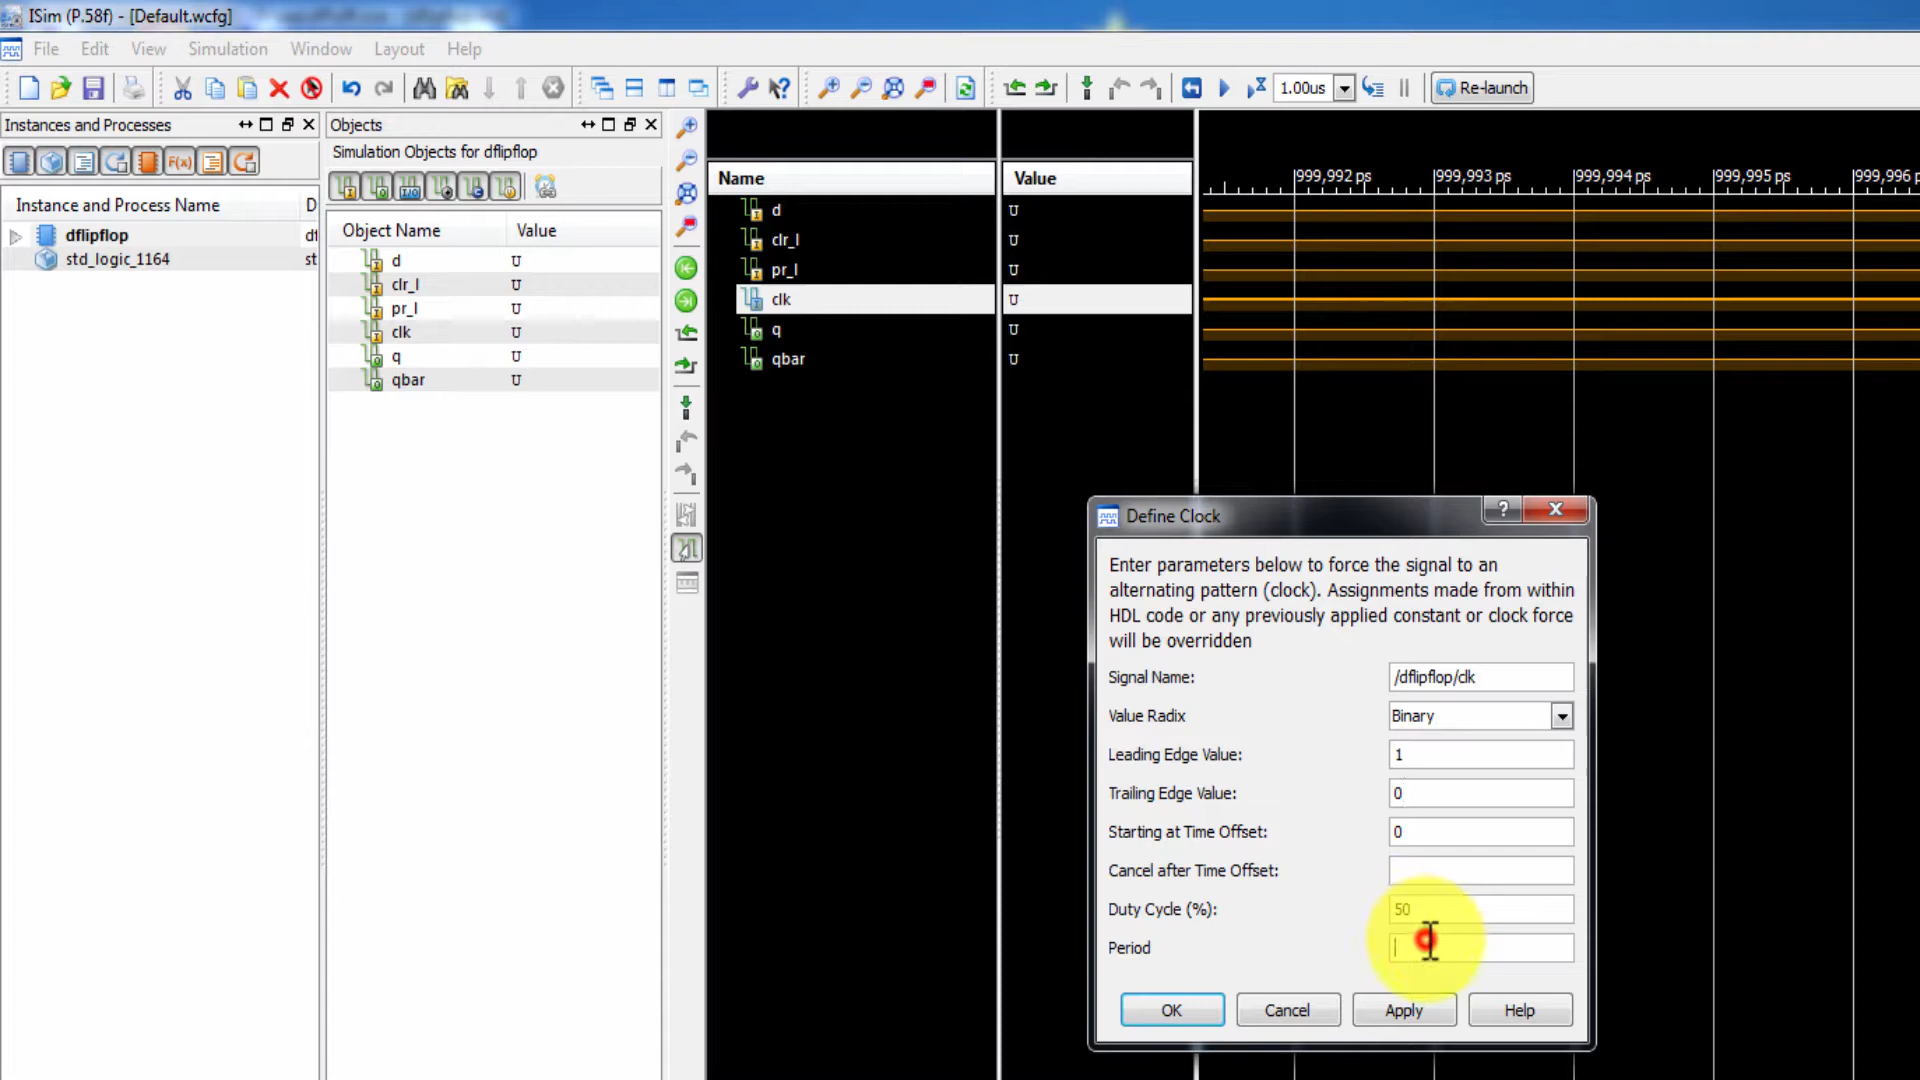 ISim (P.58f) - [Default.wcfg]
File Edit View Simulation Window Layout Help
1.00us Re-launch
Instances and Processes
Instance and Process Name D
dflipflop df
std_logic_1164 st
Objects
Simulation Objects for dflipflop
Object Name Value
d U
clr_l U
pr_l U
clk U
q U
qbar U
Name Value
d U
clr_l U
pr_l U
clk U
q U
qbar U
999,992 ps 999,993 ps 999,994 ps 999,995 ps 999,996 p
Define Clock
Enter parameters below to force the signal to an
alternating pattern (clock). Assignments made from within
HDL code or any previously applied constant or clock force
will be overridden
Signal Name: /dflipflop/clk
Value Radix Binary
Leading Edge Value: 1
Trailing Edge Value: 0
Starting at Time Offset: 0
Cancel after Time Offset:
Duty Cycle (%): 50
Period
OK Cancel Apply Help